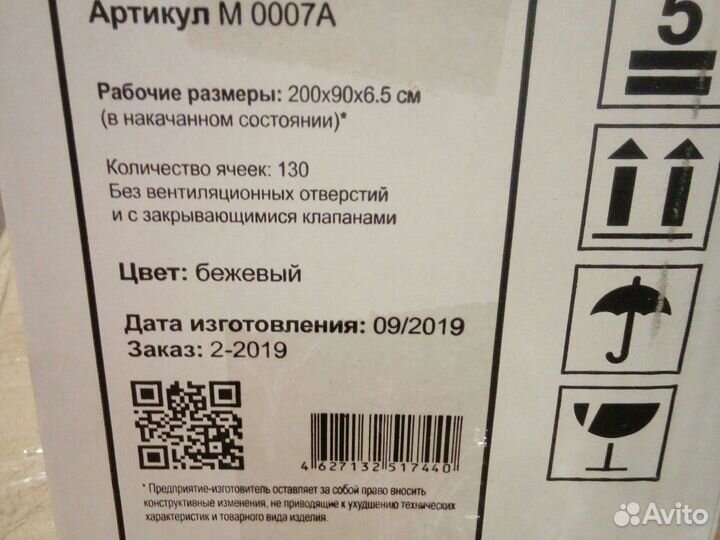 Артикул М 0007А
5
Рабочие размеры: 200х90х6.5 см
(в накачанном состоянии)*
Количество ячеек: 130
Без вентиляционных отверстий
и с закрывающимися клапанами
Цвет: бежевый
Дата изготовления: 09/2019
Заказ: 2-2019
4 627132 517440
* Предприятие-изготовитель оставляет за собой право вносить
конструктивные изменения, не приводящие к ухудшению технических
характеристик и товарного вида изделия.
Avito